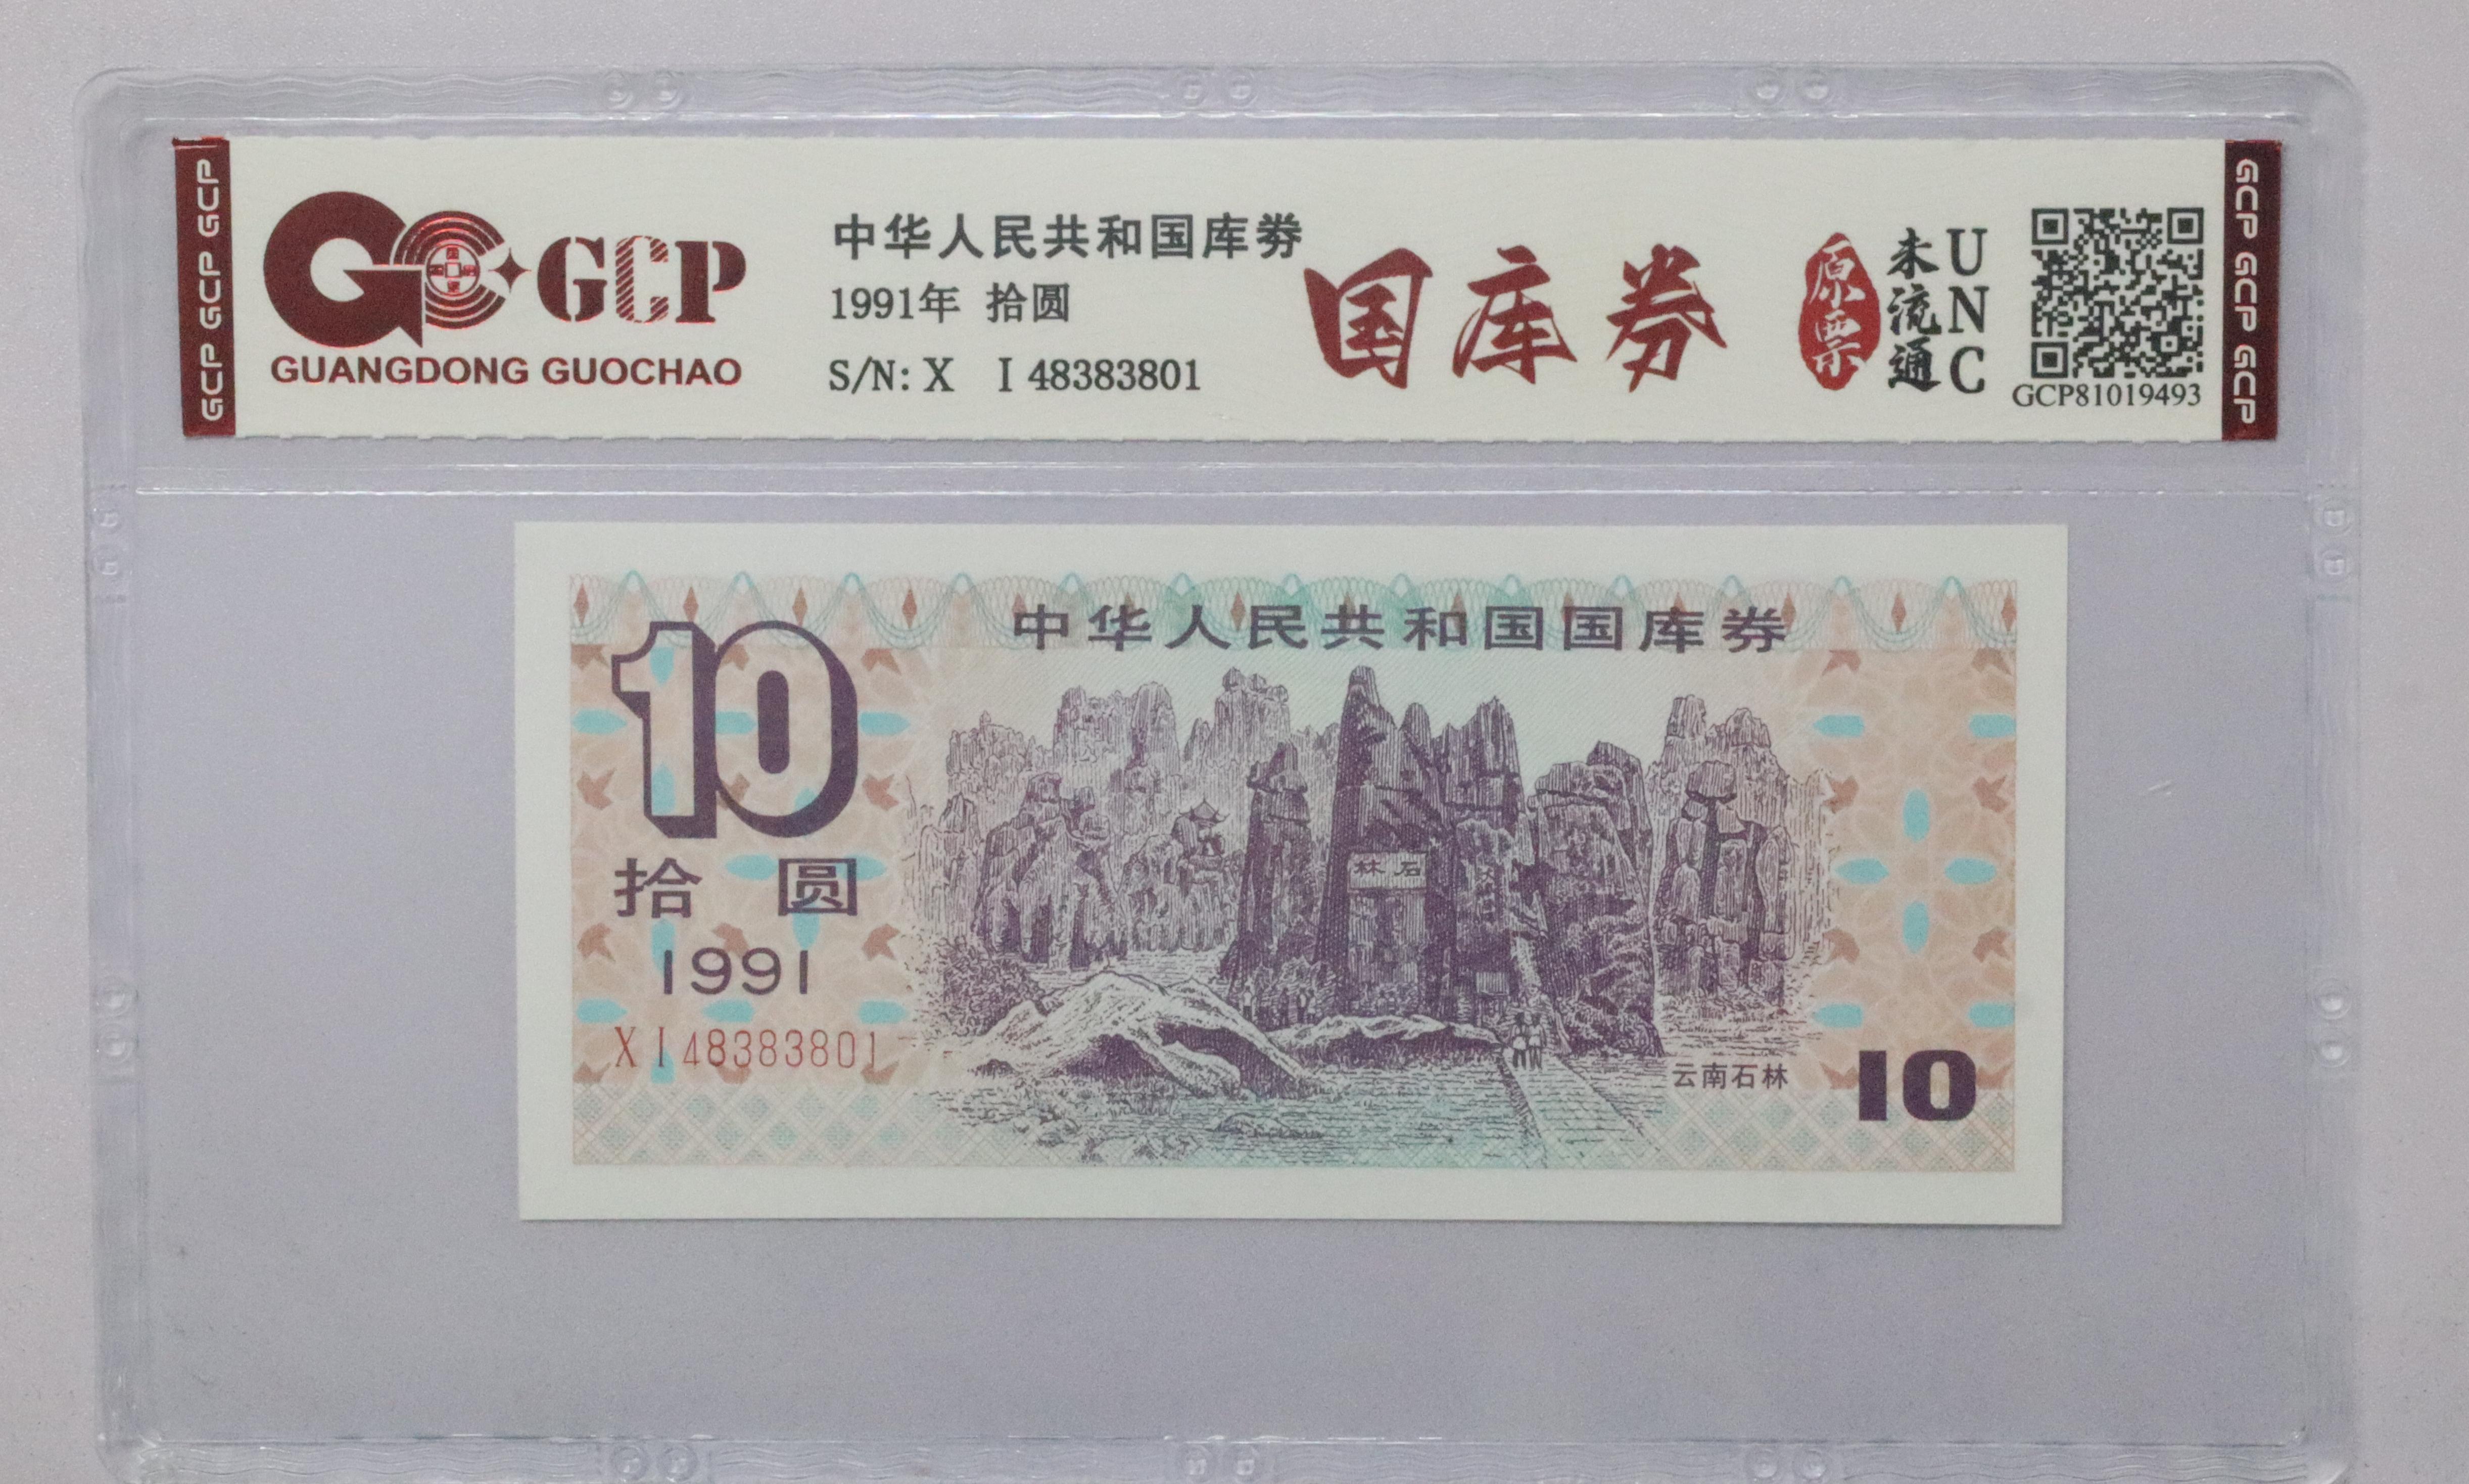 GCP GCP GCP
GCP
GUANGDONG GUOCHAO
中华人民共和国库券
1991年 拾圆
S/N: X I 48383801
国库券
原票
未流通
UNC
GCP81019493
GCP GCP GCP
中华人民共和国国库券
10
拾圆
1991
XI48383801
林石
云南石林
10